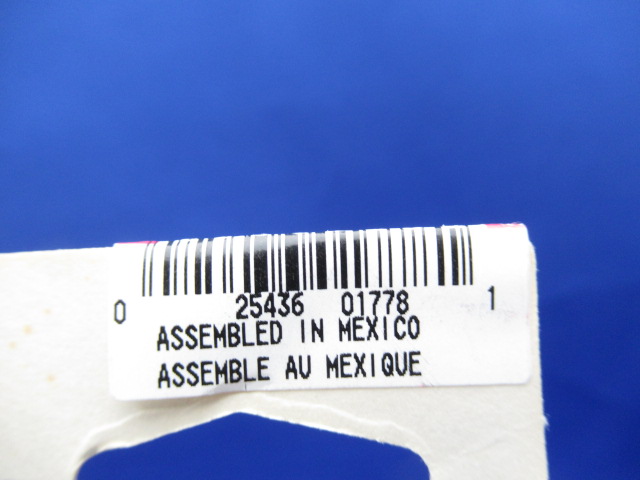 0 25436 01778 1
ASSEMBLED IN MEXICO
ASSEMBLE AU MEXIQUE